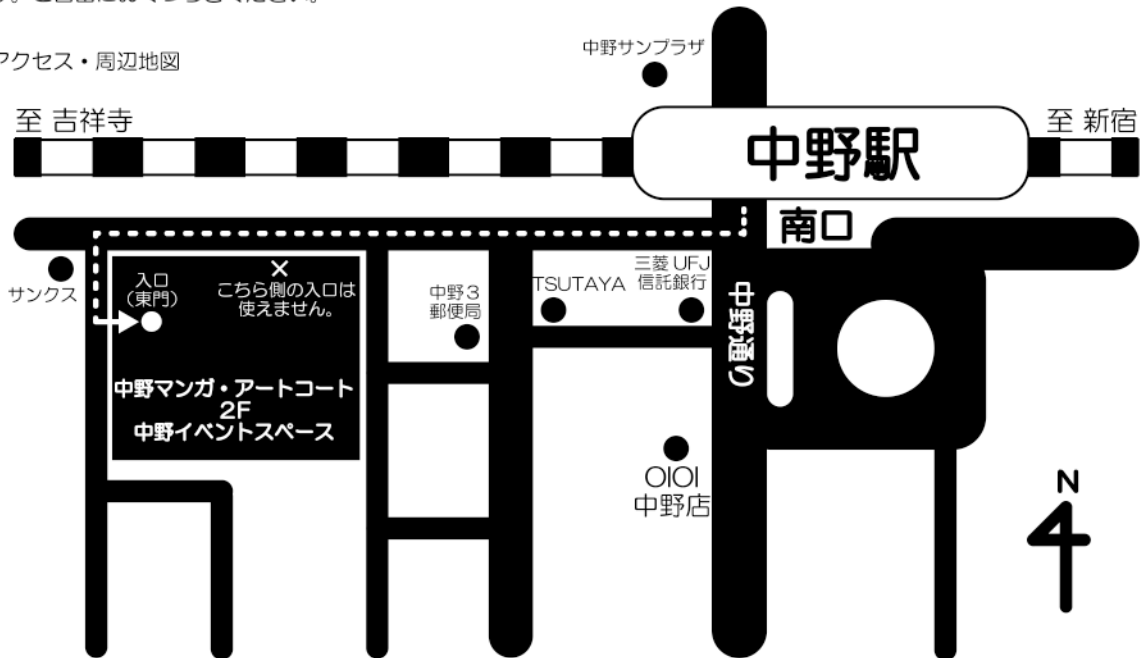 アクセス・周辺地図
中野サンプラザ
至 吉祥寺
至 新宿
中野駅
南口
サンクス
入口
(東門)
×
こちら側の入口は
使えません。
中野3
郵便局
TSUTAYA
三菱UFJ
信託銀行
中野通り
中野マンガ・アートコート
2F
中野イベントスペース
OIOI
中野店
N